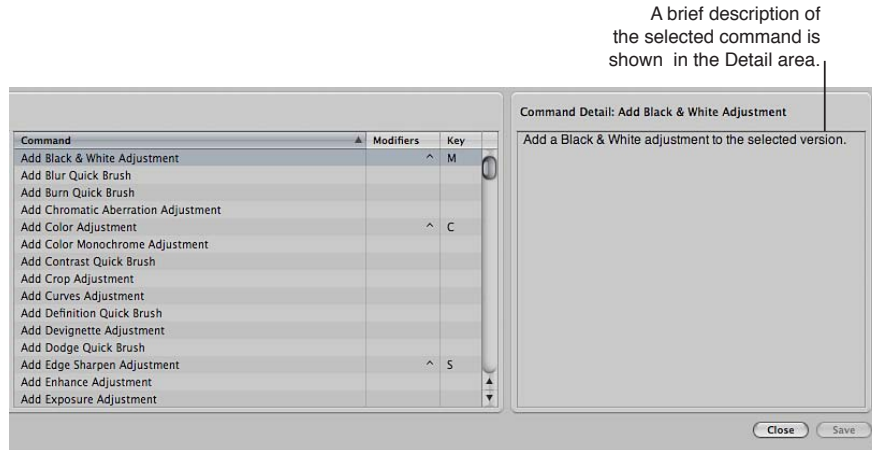 A brief description of
the selected command is
shown in the Detail area.
Command Detail: Add Black & White Adjustment
Command Modifiers Key
Add a Black & White adjustment to the selected version.
Add Black & White Adjustment ^ M
Add Blur Quick Brush
Add Burn Quick Brush
Add Chromatic Aberration Adjustment
Add Color Adjustment ^ C
Add Color Monochrome Adjustment
Add Contrast Quick Brush
Add Crop Adjustment
Add Curves Adjustment
Add Definition Quick Brush
Add Devignette Adjustment
Add Dodge Quick Brush
Add Edge Sharpen Adjustment ^ S
Add Enhance Adjustment
Add Exposure Adjustment
Close Save